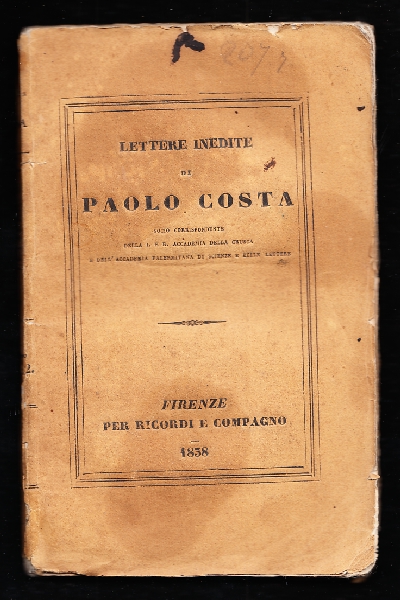 LETTERE INEDITE
DI
PAOLO COSTA
SOCIO CORRISPONDENTE
DELLA I. E R. ACCADEMIA DELLA CRUSCA
E DELL'ACCADEMIA PALERMITANA DI SCIENZE E BELLE LETTERE
FIRENZE
PER RICORDI E COMPAGNO
1838